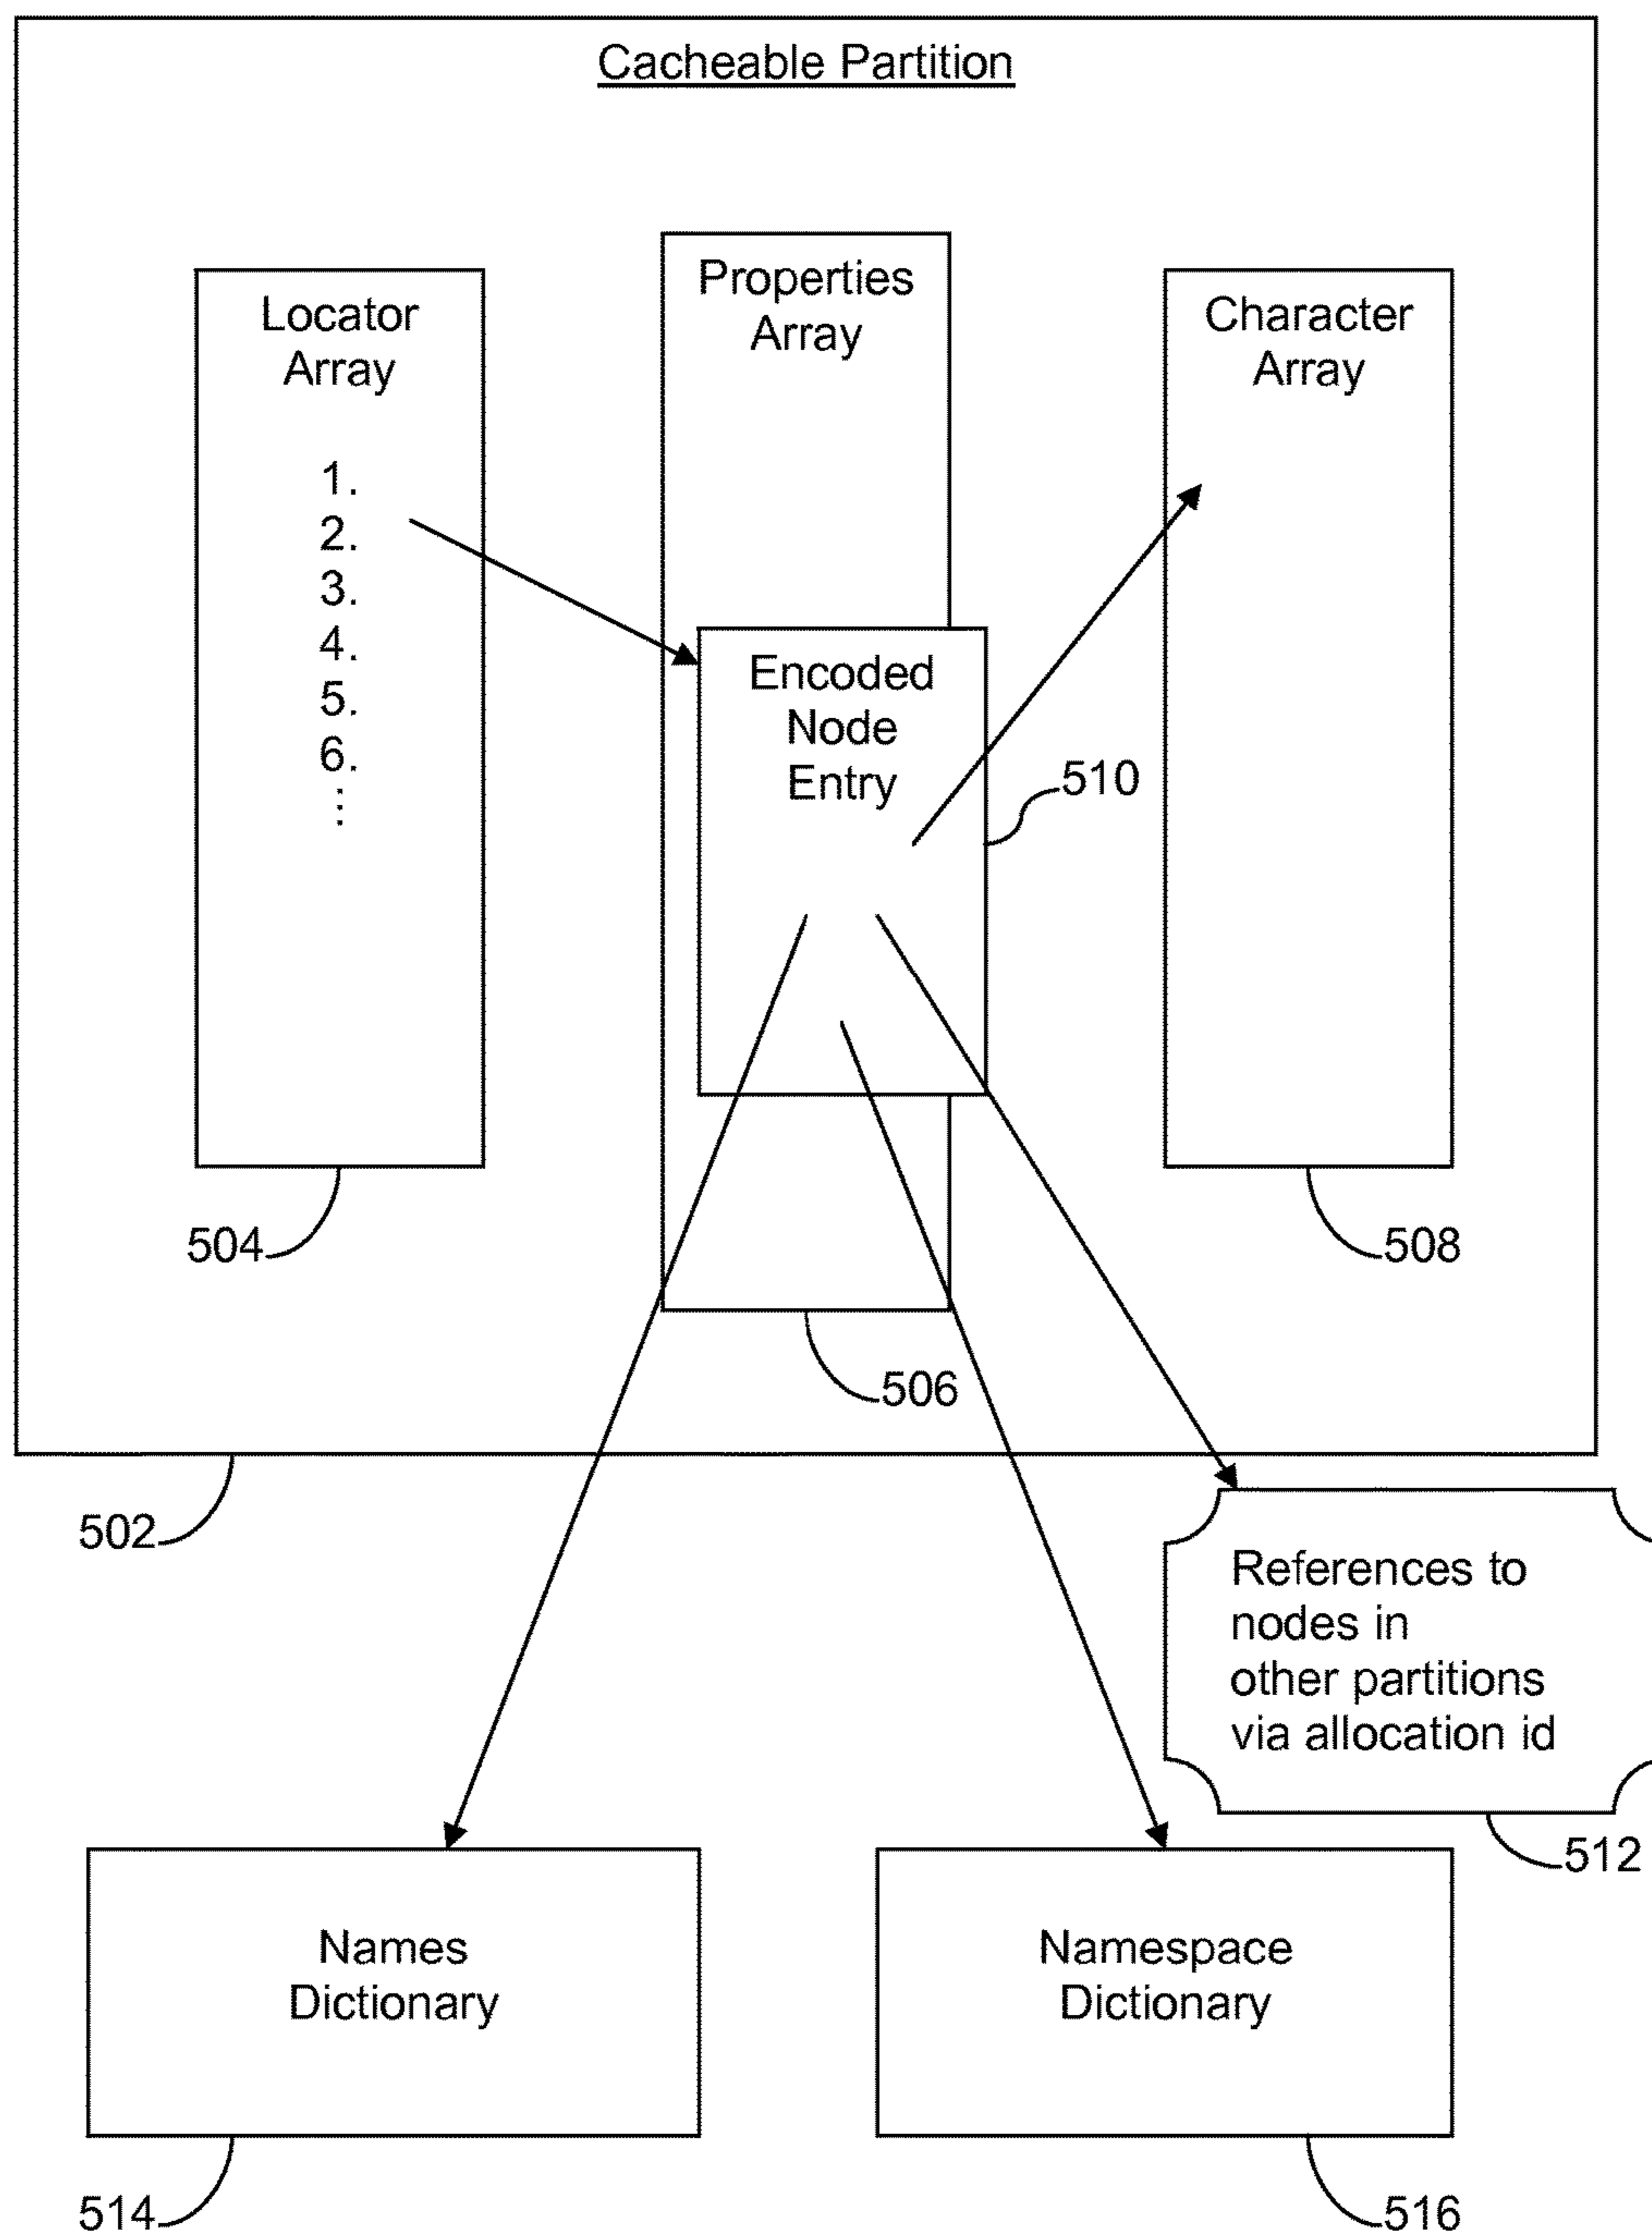 Cacheable Partition
Locator
Array
1.
2.
3.
4.
5.
6.
⋮
504
Properties
Array
Encoded
Node
Entry
510
506
Character
Array
508
502
References to
nodes in
other partitions
via allocation id
512
Names
Dictionary
514
Namespace
Dictionary
516